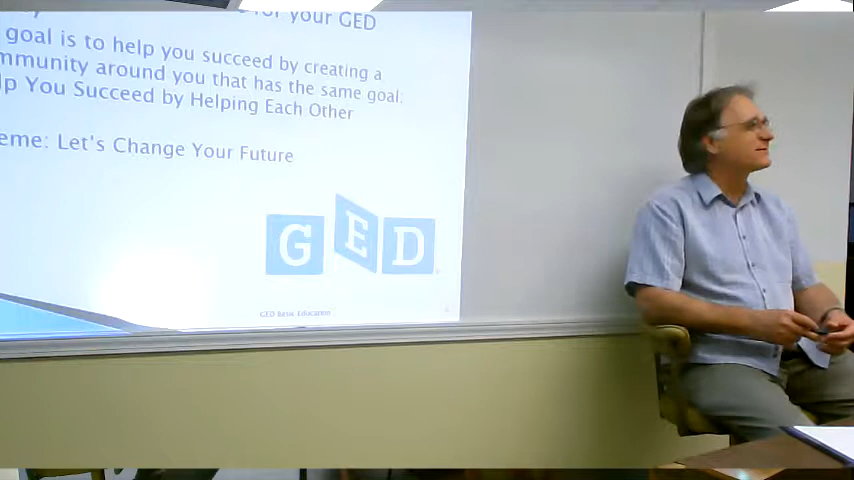 for your GED
goal is to help you succeed by creating a
mmunity around you that has the same goal:
lp You Succeed by Helping Each Other
eme: Let's Change Your Future
GED
GED Basic Education